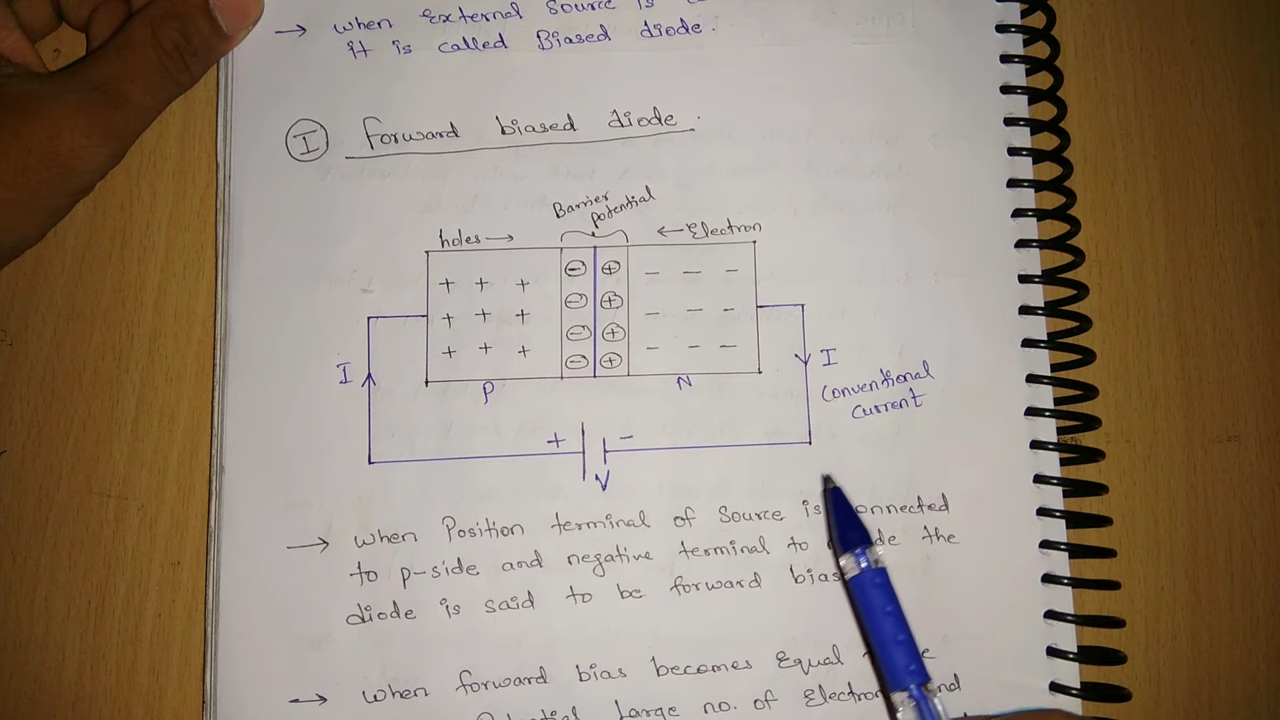 → when External Source is
it is called Biased diode.
I Forward biased diode.
Barrier
potential
holes → ← Electron
+ + + - + - - -
+ + + - + - - -
+ + + - + - - -
- +
P N
I I
Conventional
current
+ -
V
→ when Position terminal of Source is connected
to p-side and negative terminal to the
diode is said to be forward
→ when forward bias becomes Equal
large no. of